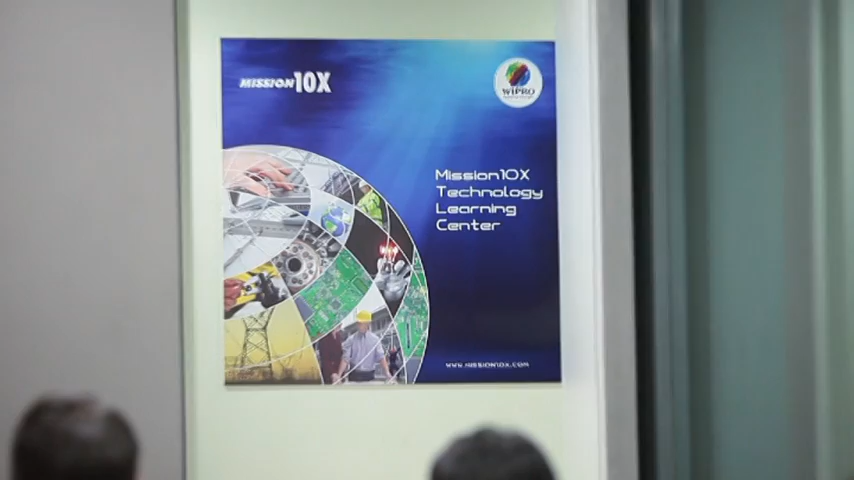 MISSION10X
WIPRO
Mission10X
Technology
Learning
Center
www.mission10x.com